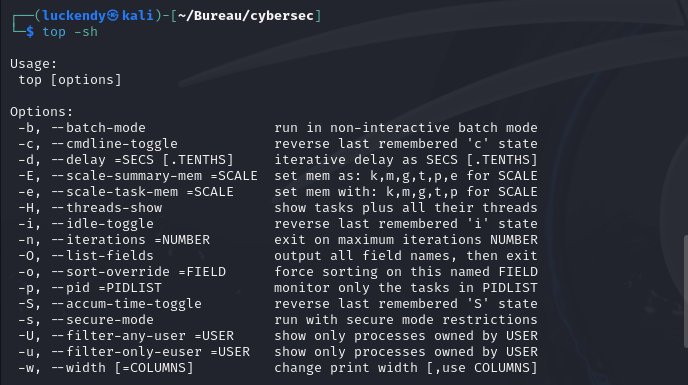 ┌──(luckendy㉿kali)-[~/Bureau/cybersec]
└─$ top -sh
Usage:
 top [options]
Options:
 -b, --batch-mode                run in non-interactive batch mode
 -c, --cmdline-toggle            reverse last remembered 'c' state
 -d, --delay =SECS [.TENTHS]     iterative delay as SECS [.TENTHS]
 -E, --scale-summary-mem =SCALE  set mem as: k,m,g,t,p,e for SCALE
 -e, --scale-task-mem =SCALE     set mem with: k,m,g,t,p for SCALE
 -H, --threads-show              show tasks plus all their threads
 -i, --idle-toggle               reverse last remembered 'i' state
 -n, --iterations =NUMBER        exit on maximum iterations NUMBER
 -O, --list-fields               output all field names, then exit
 -o, --sort-override =FIELD      force sorting on this named FIELD
 -p, --pid =PIDLIST              monitor only the tasks in PIDLIST
 -S, --accum-time-toggle         reverse last remembered 'S' state
 -s, --secure-mode               run with secure mode restrictions
 -U, --filter-any-user =USER     show only processes owned by USER
 -u, --filter-only-euser =USER   show only processes owned by USER
 -w, --width [=COLUMNS]          change print width [,use COLUMNS]